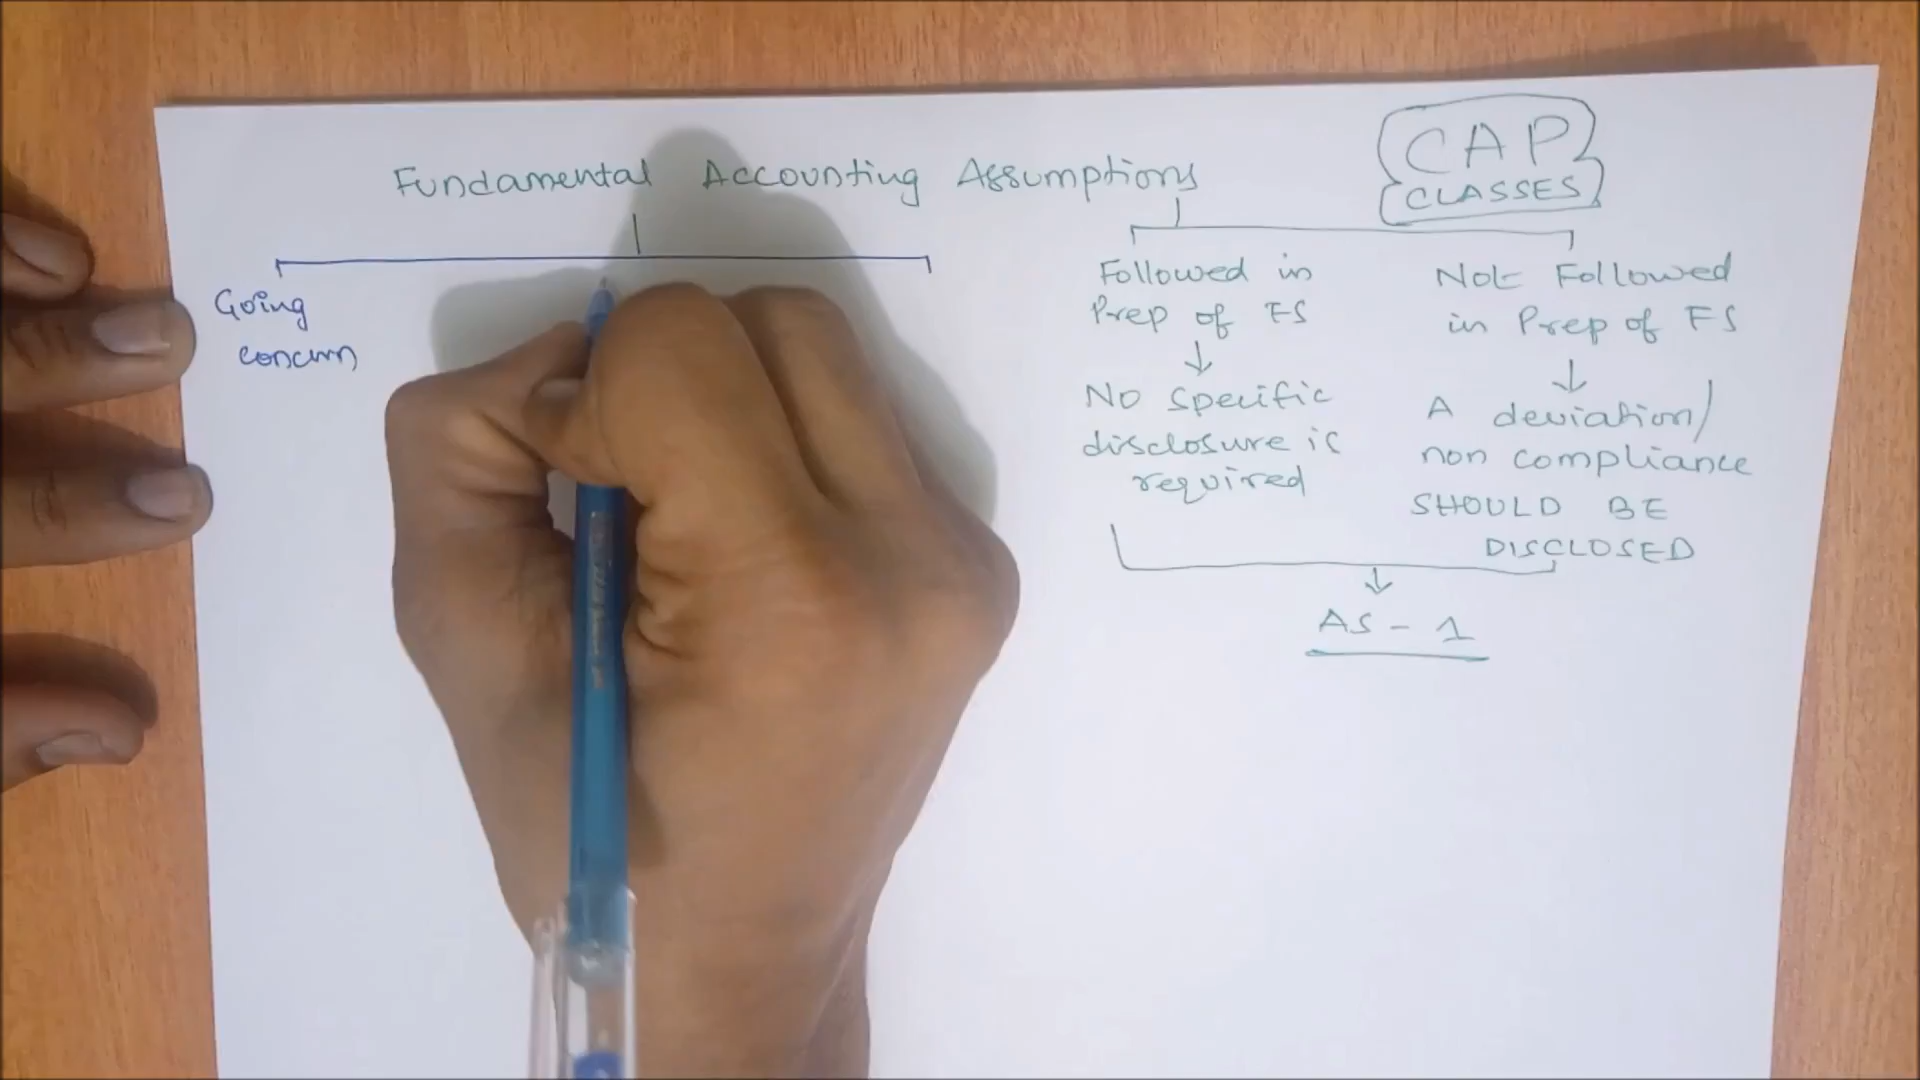 Fundamental Accounting Assumptions
CAP
CLASSES
Going
concern
Followed in
Prep of FS
No specific
disclosure is
required
Not Followed
in Prep of FS
A deviation/
non compliance
SHOULD BE
DISCLOSED
AS - 1